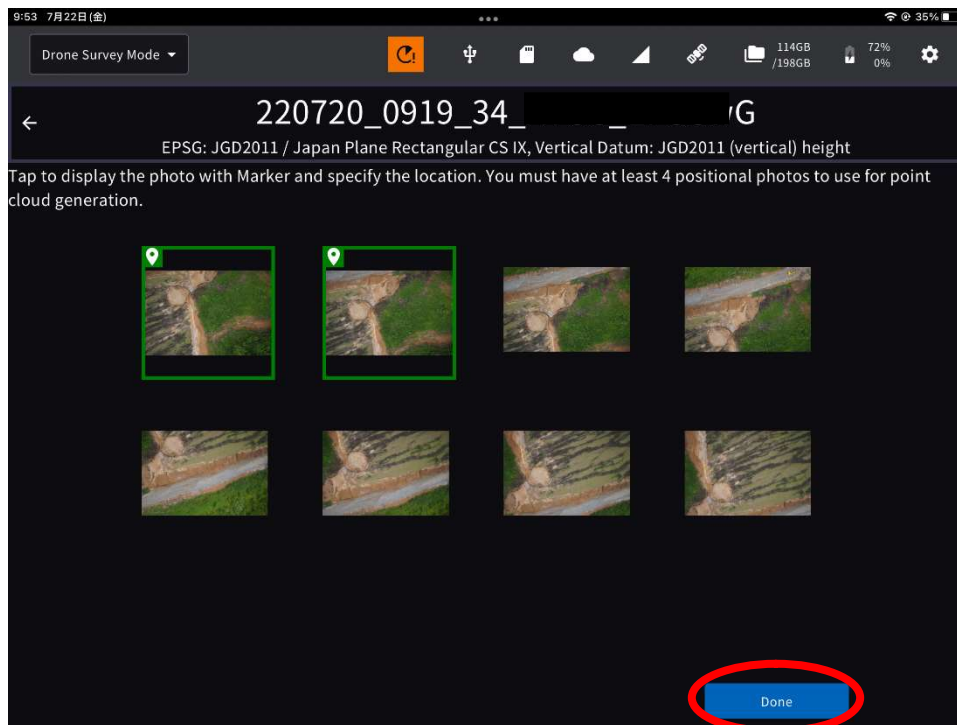 9:53 7月22日(金)
35%
Drone Survey Mode
114GB
/198GB
72%
0%
220720_0919_34_
G
EPSG: JGD2011 / Japan Plane Rectangular CS IX, Vertical Datum: JGD2011 (vertical) height
Tap to display the photo with Marker and specify the location. You must have at least 4 positional photos to use for point
cloud generation.
Done